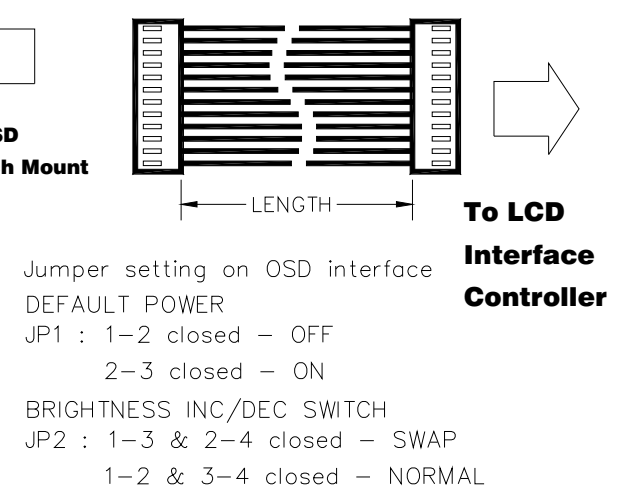 h Mount
LENGTH
To LCD
Interface
Controller
Jumper setting on OSD interface
DEFAULT POWER
JP1 : 1-2 closed - OFF
2-3 closed - ON
BRIGHTNESS INC/DEC SWITCH
JP2 : 1-3 & 2-4 closed - SWAP
1-2 & 3-4 closed - NORMAL